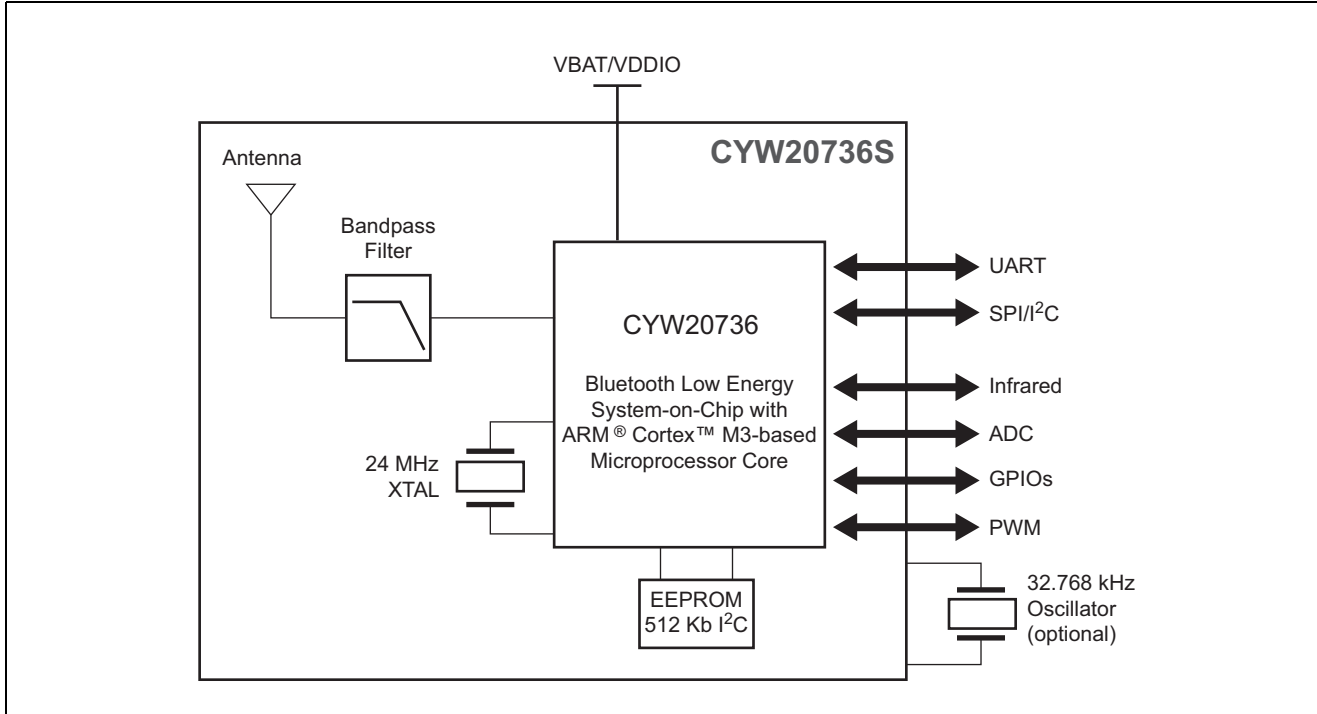 VBAT/VDDIO
CYW20736S
Antenna
Bandpass
Filter
CYW20736
Bluetooth Low Energy
System-on-Chip with
ARM ® Cortex™ M3-based
Microprocessor Core
24 MHz
XTAL
EEPROM
512 Kb I²C
UART
SPI/I²C
Infrared
ADC
GPIOs
PWM
32.768 kHz
Oscillator
(optional)